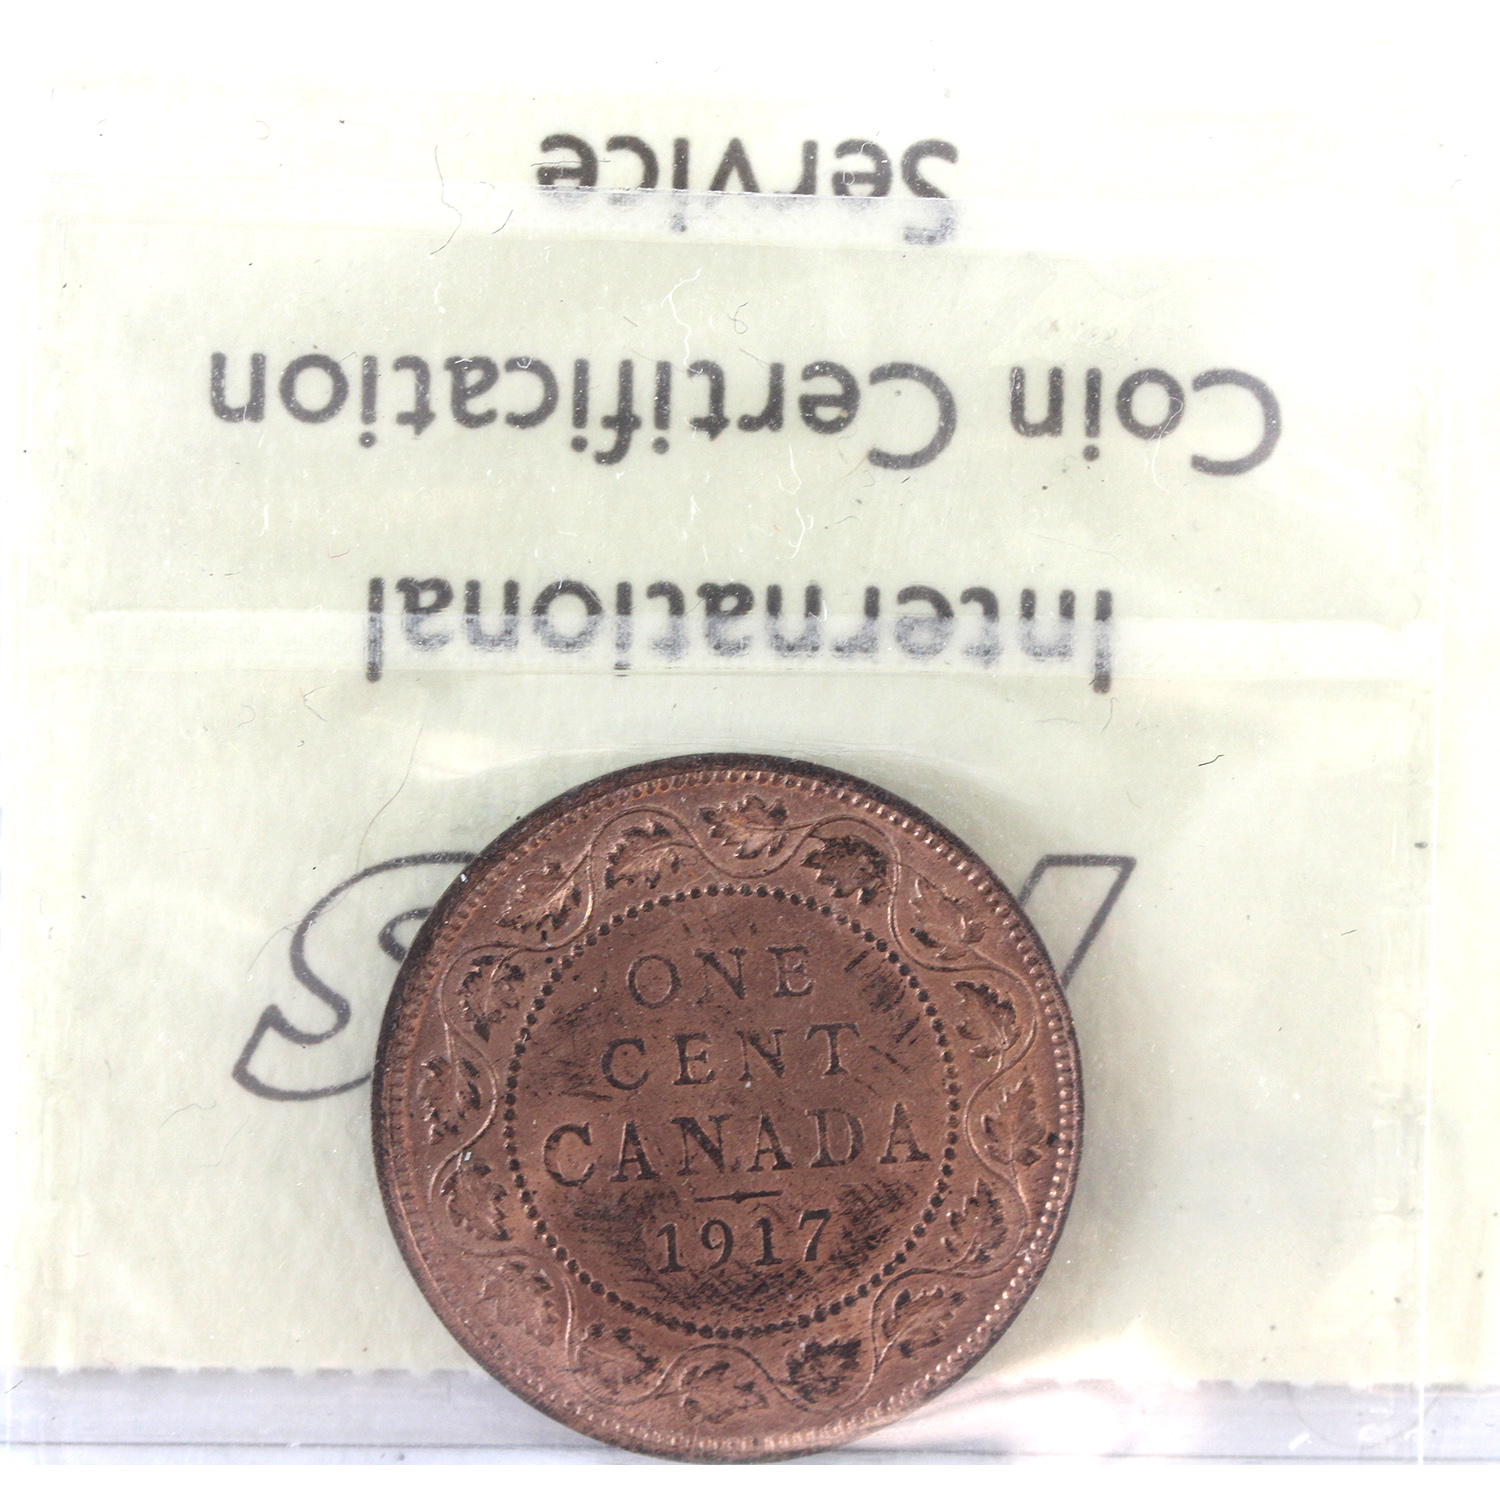 International
Coin Certification
Service
ONE
CENT
CANADA
1917